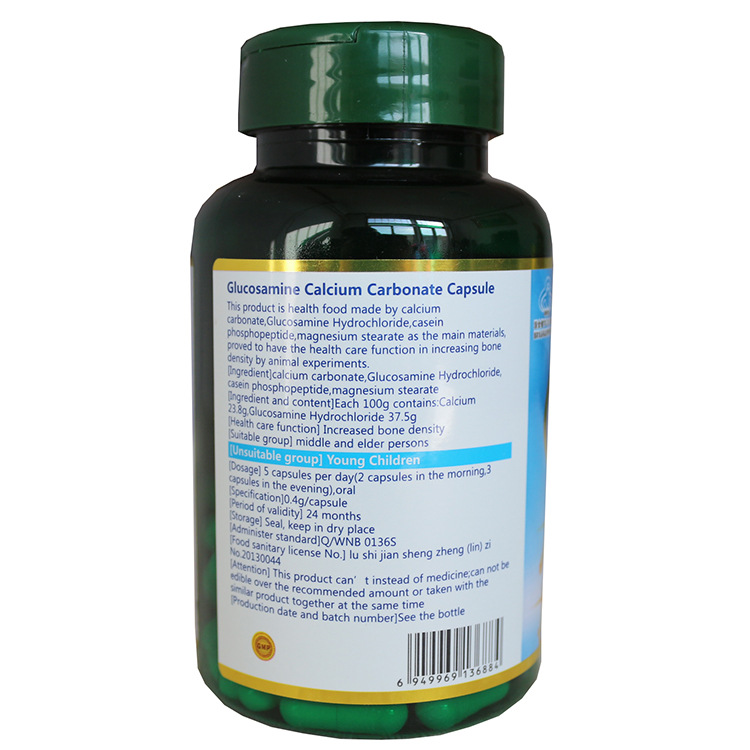 Glucosamine Calcium Carbonate Capsule
This product is health food made by calcium
carbonate,Glucosamine Hydrochloride,casein
phosphopeptide,magnesium stearate as the main materials,
proved to have the health care function in increasing bone
density by animal experiments.
[Ingredient]calcium carbonate,Glucosamine Hydrochloride,
casein phosphopeptide,magnesium stearate
[Ingredient and content]Each 100g contains:Calcium
23.8g,Glucosamine Hydrochloride 37.5g
[Health care function] Increased bone density
[Suitable group] middle and elder persons
[Unsuitable group] Young Children
[Dosage] 5 capsules per day(2 capsules in the morning,3
capsules in the evening),oral
[Specification]0.4g/capsule
[Period of validity] 24 months
[Storage] Seal, keep in dry place
[Administer standard]Q/WNB 0136S
[Food sanitary license No.] lu shi jian sheng zheng (lin) zi
No.20130044
[Attention] This product can't instead of medicine;can not be
edible over the recommended amount or taken with the
similar product together at the same time
[Production date and batch number]See the bottle
GMP
6 949969 136884